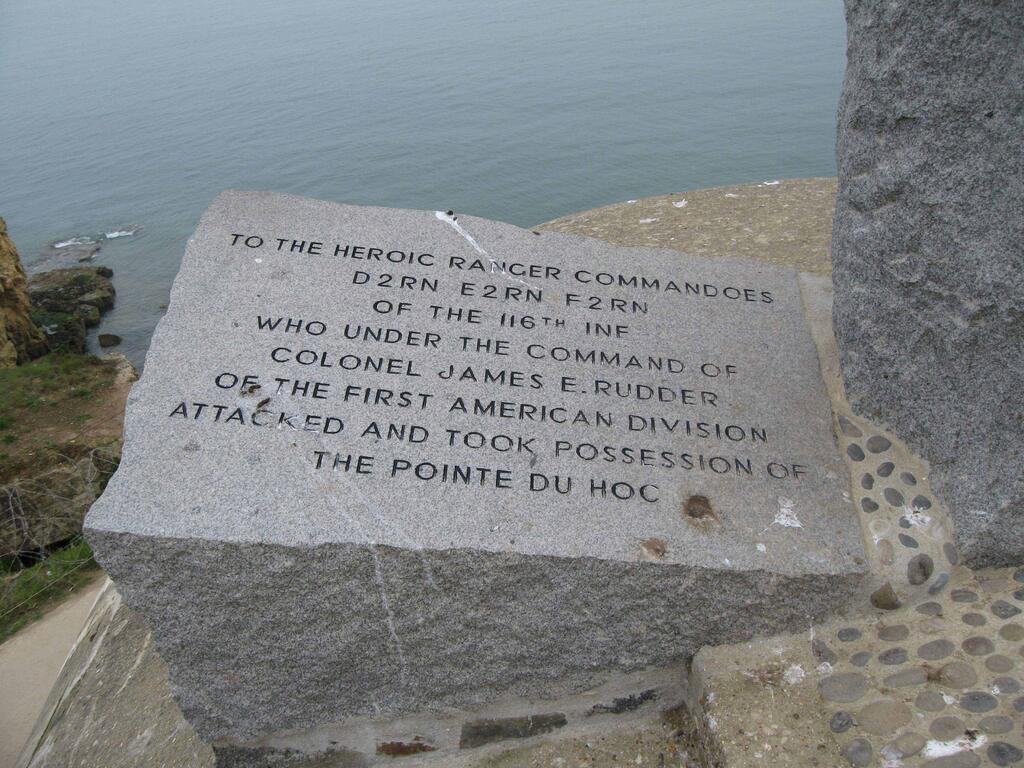 TO THE HEROIC RANGER COMMANDOES
D2RN E2RN F2RN
OF THE 116TH INF
WHO UNDER THE COMMAND OF
COLONEL JAMES E. RUDDER
OF THE FIRST AMERICAN DIVISION
ATTACKED AND TOOK POSSESSION OF
THE POINTE DU HOC